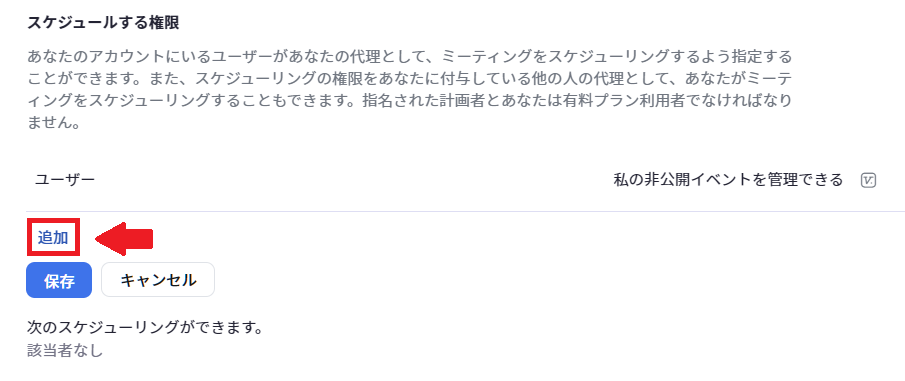 スケジュールする権限
あなたのアカウントにいるユーザーがあなたの代理として、ミーティングをスケジューリングするよう指定する
ことができます。また、スケジューリングの権限をあなたに付与している他の人の代理として、あなたがミーテ
ィングをスケジューリングすることもできます。指名された計画者とあなたは有料プラン利用者でなければなり
ません。
ユーザー 私の非公開イベントを管理できる
追加
保存 キャンセル
次のスケジューリングができます。
該当者なし